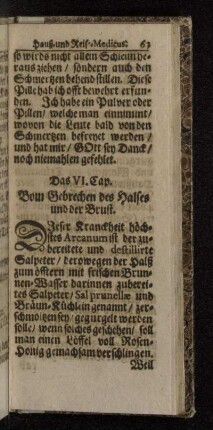 Hauß-und Reiß-Medicus. 63
so wirds nicht allein Schleim her-
aus ziehen / sondern auch den
Schmertzen behend stillen. Diese
Pille hab ich offt bewehrt erfun-
den. Ich habe ein Pulver oder
Pillen / welche man einnimmt /
wovon die Leute bald von den
Schmertzen befreyet werden /
und hat mir / GOtt sey Danck /
noch niemahlen gefehlet.
Das VI. Cap.
Vom Gebrechen des Halses
und der Brust.
Dieser Kranckheit höch-
stes Arcanum ist der zu-
bereitete und destillirte
Salpeter / derowegen der Halß
zum öfftern mit frischen Brun-
nen-Wasser darinnen zuberei-
tes Salpeter / Sal prunellæ und
Bräun-Küchlein genannt / zer-
schmoltzen sey / gegurgelt werden
solle / wenn solches geschehen / soll
man einen Löffel voll Rosen-
Honig gemachsam verschlingen.
Weil